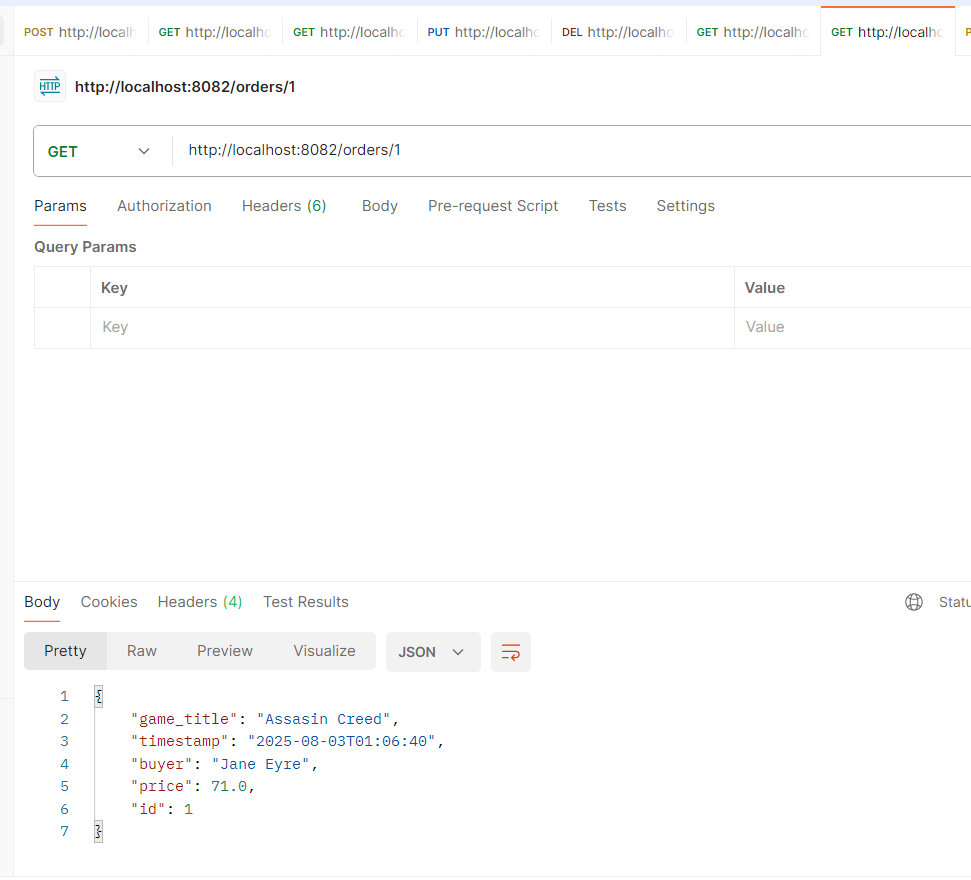 POST http://localh GET http://localho GET http://localho PUT http://localho DEL http://localho GET http://localho GET http://localho P
HTTP http://localhost:8082/orders/1
GET http://localhost:8082/orders/1
Params Authorization Headers (6) Body Pre-request Script Tests Settings
Query Params
Key Value
Key Value
Body Cookies Headers (4) Test Results Statu
Pretty Raw Preview Visualize JSON
1 {
2 "game_title": "Assasin Creed",
3 "timestamp": "2025-08-03T01:06:40",
4 "buyer": "Jane Eyre",
5 "price": 71.0,
6 "id": 1
7 }